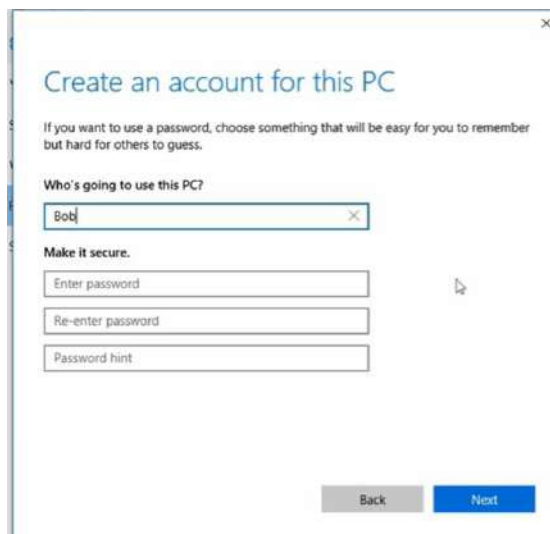 Create an account for this PC
If you want to use a password, choose something that will be easy for you to remember
but hard for others to guess.
Who's going to use this PC?
Bob
Make it secure.
Enter password
Re-enter password
Password hint
Back
Next